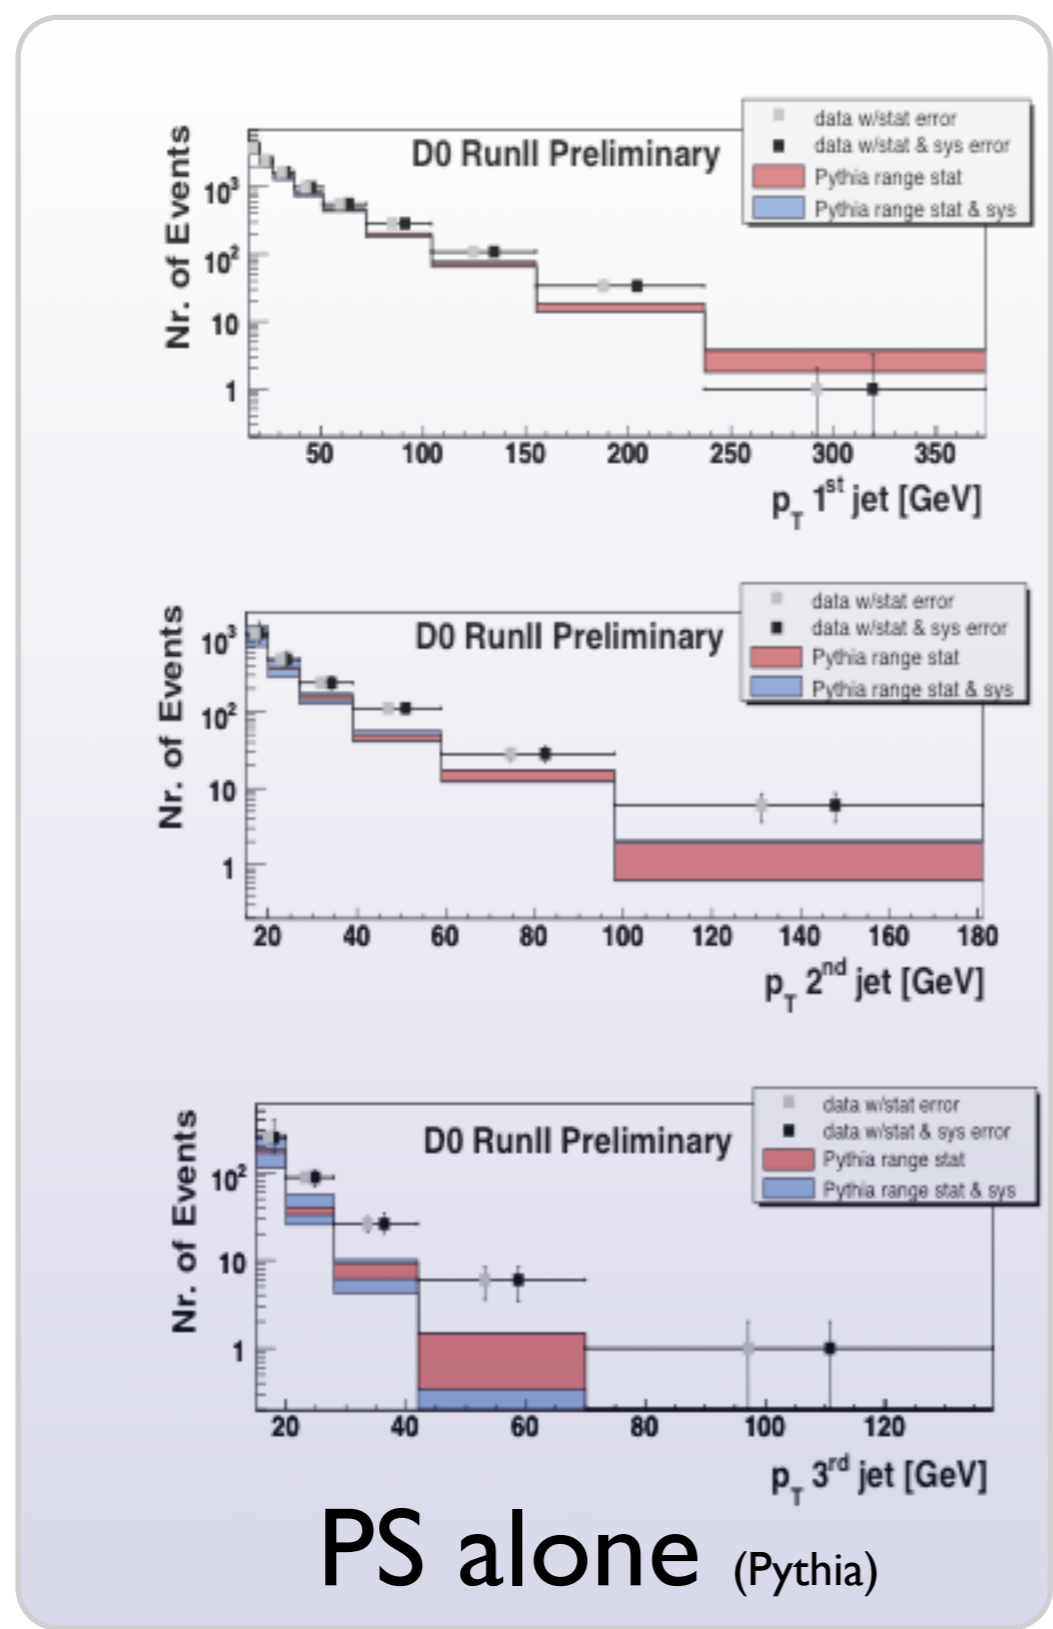 D0 RunII Preliminary
data w/stat error
data w/stat & sys error
Pythia range stat
Pythia range stat & sys
Nr. of Events
10³
10²
10
1
50 100 150 200 250 300 350
p_T 1st jet [GeV]
D0 RunII Preliminary
data w/stat error
data w/stat & sys error
Pythia range stat
Pythia range stat & sys
Nr. of Events
10³
10²
10
1
20 40 60 80 100 120 140 160 180
p_T 2nd jet [GeV]
D0 RunII Preliminary
data w/stat error
data w/stat & sys error
Pythia range stat
Pythia range stat & sys
Nr. of Events
10²
10
1
20 40 60 80 100 120
p_T 3rd jet [GeV]
PS alone (Pythia)